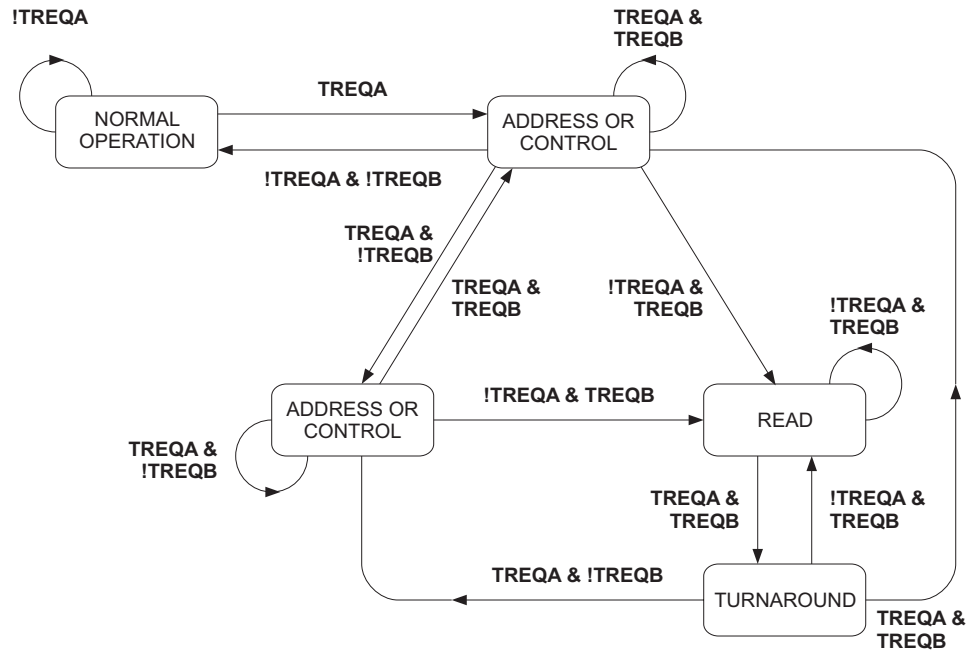 !TREQA
TREQA &
TREQB
TREQA
NORMAL
OPERATION
ADDRESS OR
CONTROL
!TREQA & !TREQB
TREQA &
!TREQB
TREQA &
TREQB
!TREQA &
TREQB
!TREQA &
TREQB
ADDRESS OR
CONTROL
!TREQA & TREQB
READ
TREQA &
!TREQB
TREQA &
TREQB
!TREQA &
TREQB
TREQA & !TREQB
TURNAROUND
TREQA &
TREQB